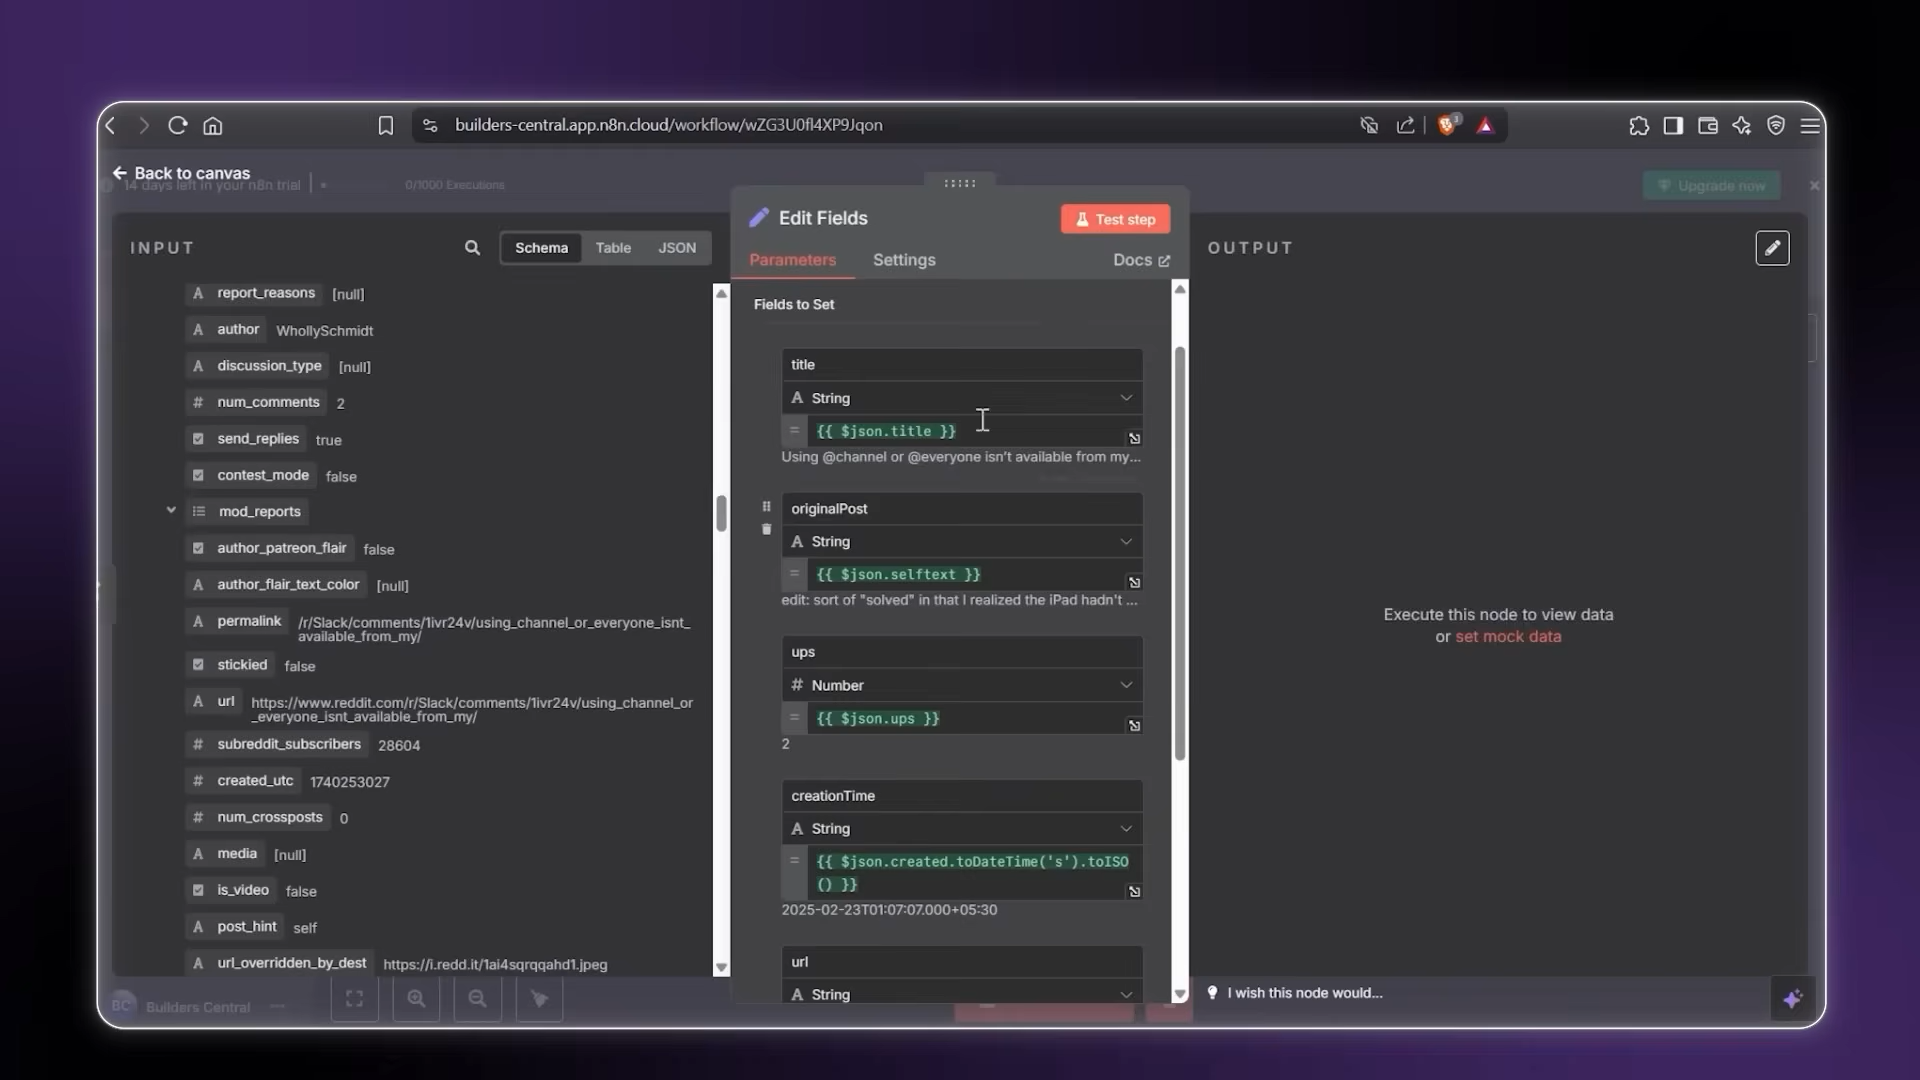 builders-central.app.n8n.cloud/workflow/wZG3U0fl4XP9Jqon
3
Back to canvas
14 days left in your n8n trial
0/1000 Executions
Upgrade now
INPUT
Schema
Table
JSON
A report_reasons [null]
A author WhollySchmidt
A discussion_type [null]
# num_comments 2
send_replies true
contest_mode false
mod_reports
author_patreon_flair false
A author_flair_text_color [null]
A permalink /r/Slack/comments/1ivr24v/using_channel_or_everyone_isnt_
available_from_my/
stickied false
A url https://www.reddit.com/r/Slack/comments/1ivr24v/using_channel_or
_everyone_isnt_available_from_my/
# subreddit_subscribers 28604
# created_utc 1740253027
# num_crossposts 0
A media [null]
is_video false
A post_hint self
A url_overridden_by_dest https://i.redd.it/1ai4sqrqqahd1.jpeg
BC Builders Central
Edit Fields
Test step
Parameters
Settings
Docs
Fields to Set
title
A String
= {{ $json.title }}
Using @channel or @everyone isn't available from my...
originalPost
A String
= {{ $json.selftext }}
edit: sort of "solved" in that I realized the iPad hadn't ...
ups
# Number
= {{ $json.ups }}
2
creationTime
A String
= {{ $json.created.toDateTime('s').toISO
() }}
2025-02-23T01:07:07.000+05:30
url
A String
OUTPUT
Execute this node to view data
or set mock data
I wish this node would...